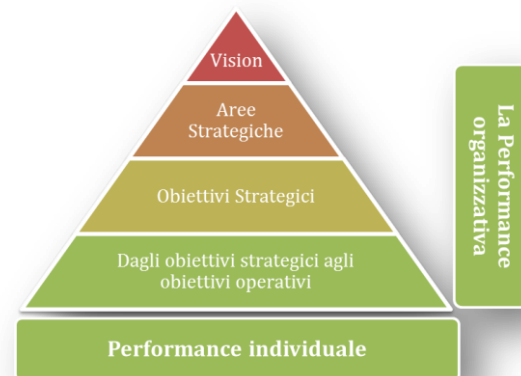 Vision
Aree
Strategiche
Obiettivi Strategici
Dagli obiettivi strategici agli
obiettivi operativi
Performance individuale
La Performance
organizzativa